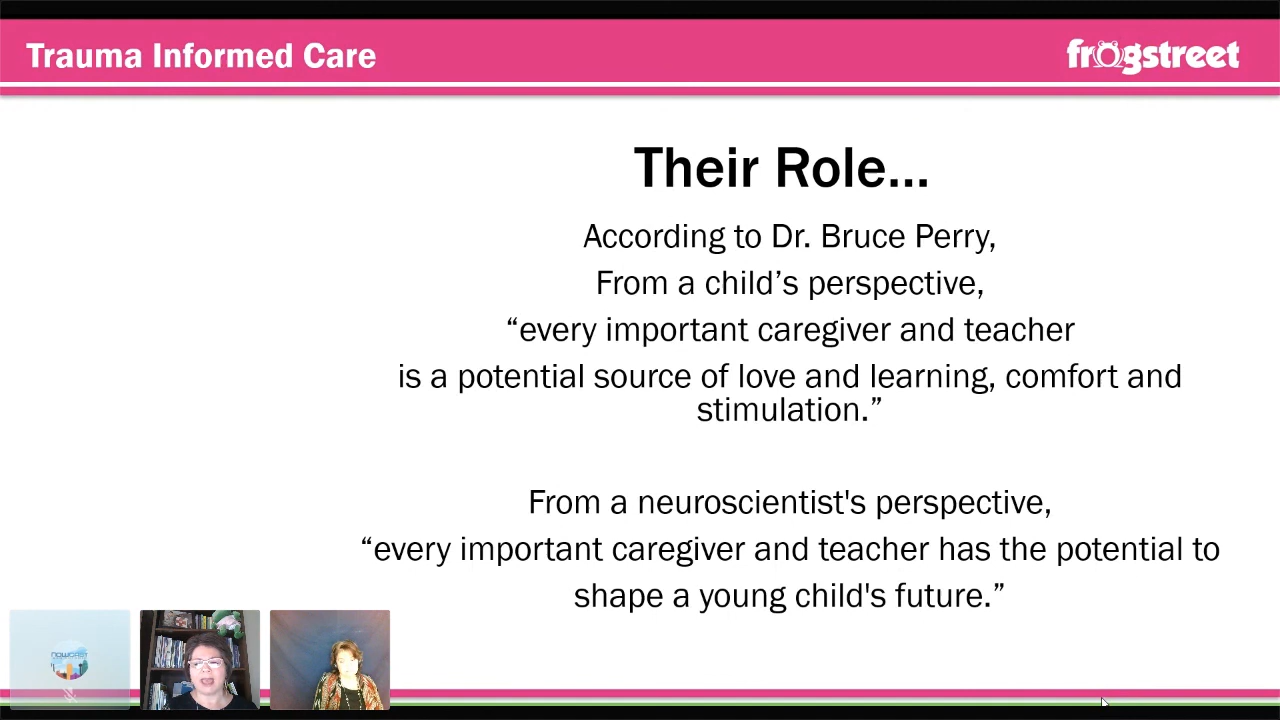 Trauma Informed Care
frogstreet
Their Role...
According to Dr. Bruce Perry,
From a child’s perspective,
“every important caregiver and teacher
is a potential source of love and learning, comfort and
stimulation.”
From a neuroscientist's perspective,
“every important caregiver and teacher has the potential to
shape a young child's future.”
NOWCAST